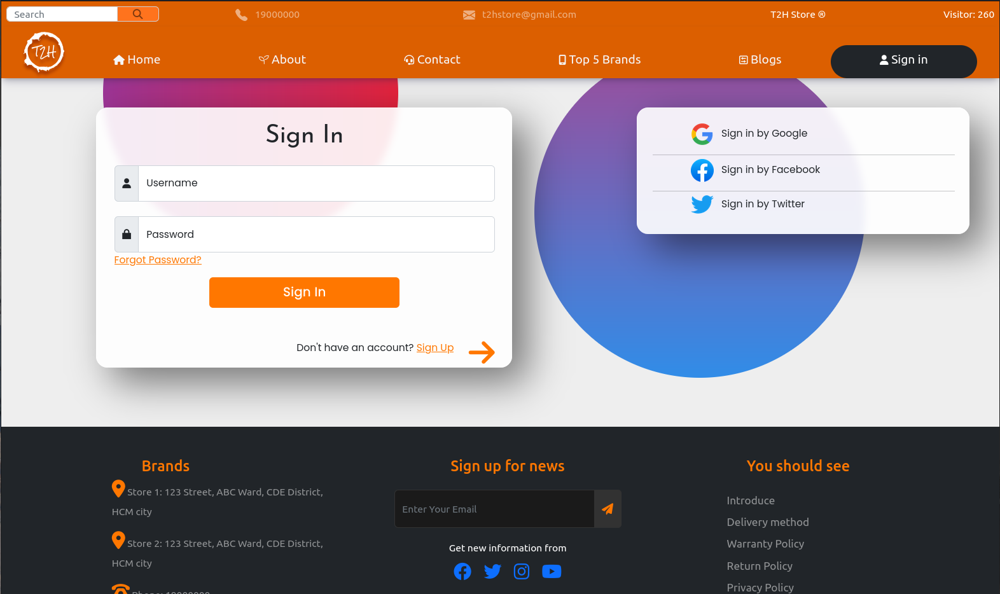 Search
19000000
t2hstore@gmail.com
T2H Store ®
Visitor: 260
T2H
Home
About
Contact
Top 5 Brands
Blogs
Sign in
Sign In
Username
Password
Forgot Password?
Sign In
Don't have an account? Sign Up
Sign in by Google
Sign in by Facebook
Sign in by Twitter
Brands
Store 1: 123 Street, ABC Ward, CDE District,
HCM city
Store 2: 123 Street, ABC Ward, CDE District,
HCM city
Phone: 19000000
Sign up for news
Enter Your Email
Get new information from
You should see
Introduce
Delivery method
Warranty Policy
Return Policy
Privacy Policy